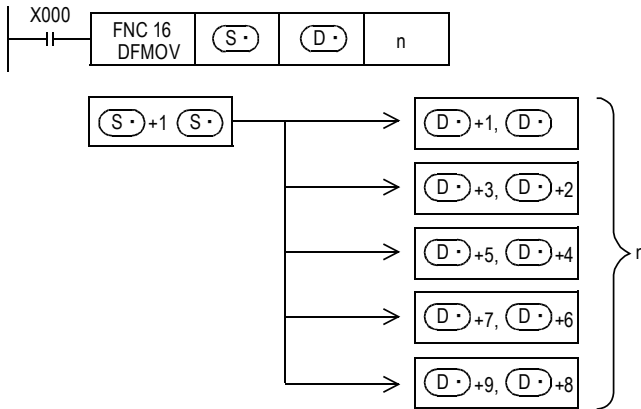 X000
FNC 16
DFMOV
S· D· n
S· +1 S·
D· +1, D·
D· +3, D· +2
D· +5, D· +4
D· +7, D· +6
D· +9, D· +8